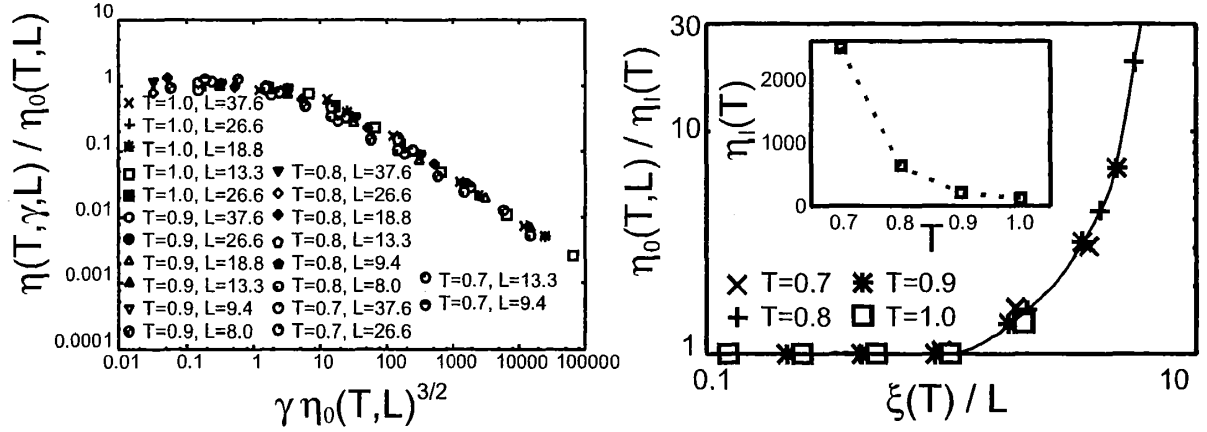 η(T,γ,L) / η₀(T,L)
10
1
0.1
0.01
0.001
0.0001
T=1.0, L=37.6
T=1.0, L=26.6
T=1.0, L=18.8
T=1.0, L=13.3
T=1.0, L=26.6
T=0.9, L=37.6
T=0.9, L=26.6
T=0.9, L=18.8
T=0.9, L=13.3
T=0.9, L=9.4
T=0.9, L=8.0
T=0.8, L=37.6
T=0.8, L=26.6
T=0.8, L=18.8
T=0.8, L=13.3
T=0.8, L=9.4
T=0.8, L=8.0
T=0.7, L=37.6
T=0.7, L=26.6
T=0.7, L=13.3
T=0.7, L=9.4
0.01 0.1 1 10 100 1000 10000 100000
γ η₀(T,L)^3/2
η₀(T,L) / ηₗ(T)
30
10
1
ηₗ(T)
2000
1000
0
0.7 0.8 0.9 1.0
T
T=0.7 T=0.9
T=0.8 T=1.0
0.1 10
ξ(T) / L